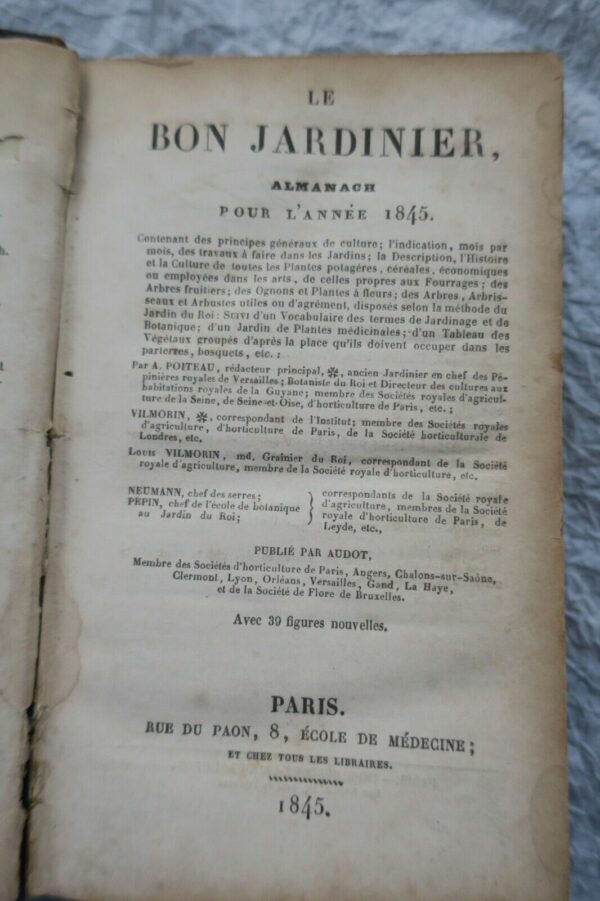 LE
BON JARDINIER,
ALMANACH
POUR L'ANNÉE 1845.
Contenant des principes généraux de culture; l'indication, mois par
mois, des travaux à faire dans les Jardins; la Description, l'Histoire
et la Culture de toutes les Plantes potagères, céréales, économiques
ou employées dans les arts, de celles propres aux Fourrages; des
Arbres fruitiers; des Ognons et Plantes à fleurs; des Arbres, Arbris-
seaux et Arbustes utiles ou d'agrément, disposés selon la méthode du
Jardin du Roi: SUIVI d'un Vocabulaire des termes de Jardinage et de
Botanique; d'un Jardin de Plantes médicinales; d'un Tableau des
Végétaux groupés d'après la place qu'ils doivent occuper dans les
parterres, bosquets, etc.;
Par A. POITEAU, rédacteur principal, ✻, ancien Jardinier en chef des Pé-
pinières royales de Versailles; Botaniste du Roi et Directeur des cultures aux
habitations royales de la Guyane; membre des Sociétés royales d'agricul-
ture de la Seine, de Seine-et-Oise, d'horticulture de Paris, etc.;
VILMORIN, ✻, correspondant de l'Institut; membre des Sociétés royales
d'agriculture, d'horticulture de Paris, de la Société horticulturale de
Londres, etc.
LOUIS VILMORIN, md. Grainier du Roi, correspondant de la Société
royale d'agriculture, membre de la Société royale d'horticulture, etc.
NEUMANN, chef des serres;
PEPIN, chef de l'école de botanique
au Jardin du Roi;
correspondants de la Société royale
d'agriculture, membres de la Société
royale d'horticulture de Paris, de
Leyde, etc.,
PUBLIÉ PAR AUDOT,
Membre des Sociétés d'horticulture de Paris, Angers, Chalons-sur-Saône,
Clermont, Lyon, Orléans, Versailles, Gand, La Haye,
et de la Société de Flore de Bruxelles.
Avec 39 figures nouvelles.
PARIS.
RUE DU PAON, 8, ÉCOLE DE MÉDECINE;
ET CHEZ TOUS LES LIBRAIRES.
1845.